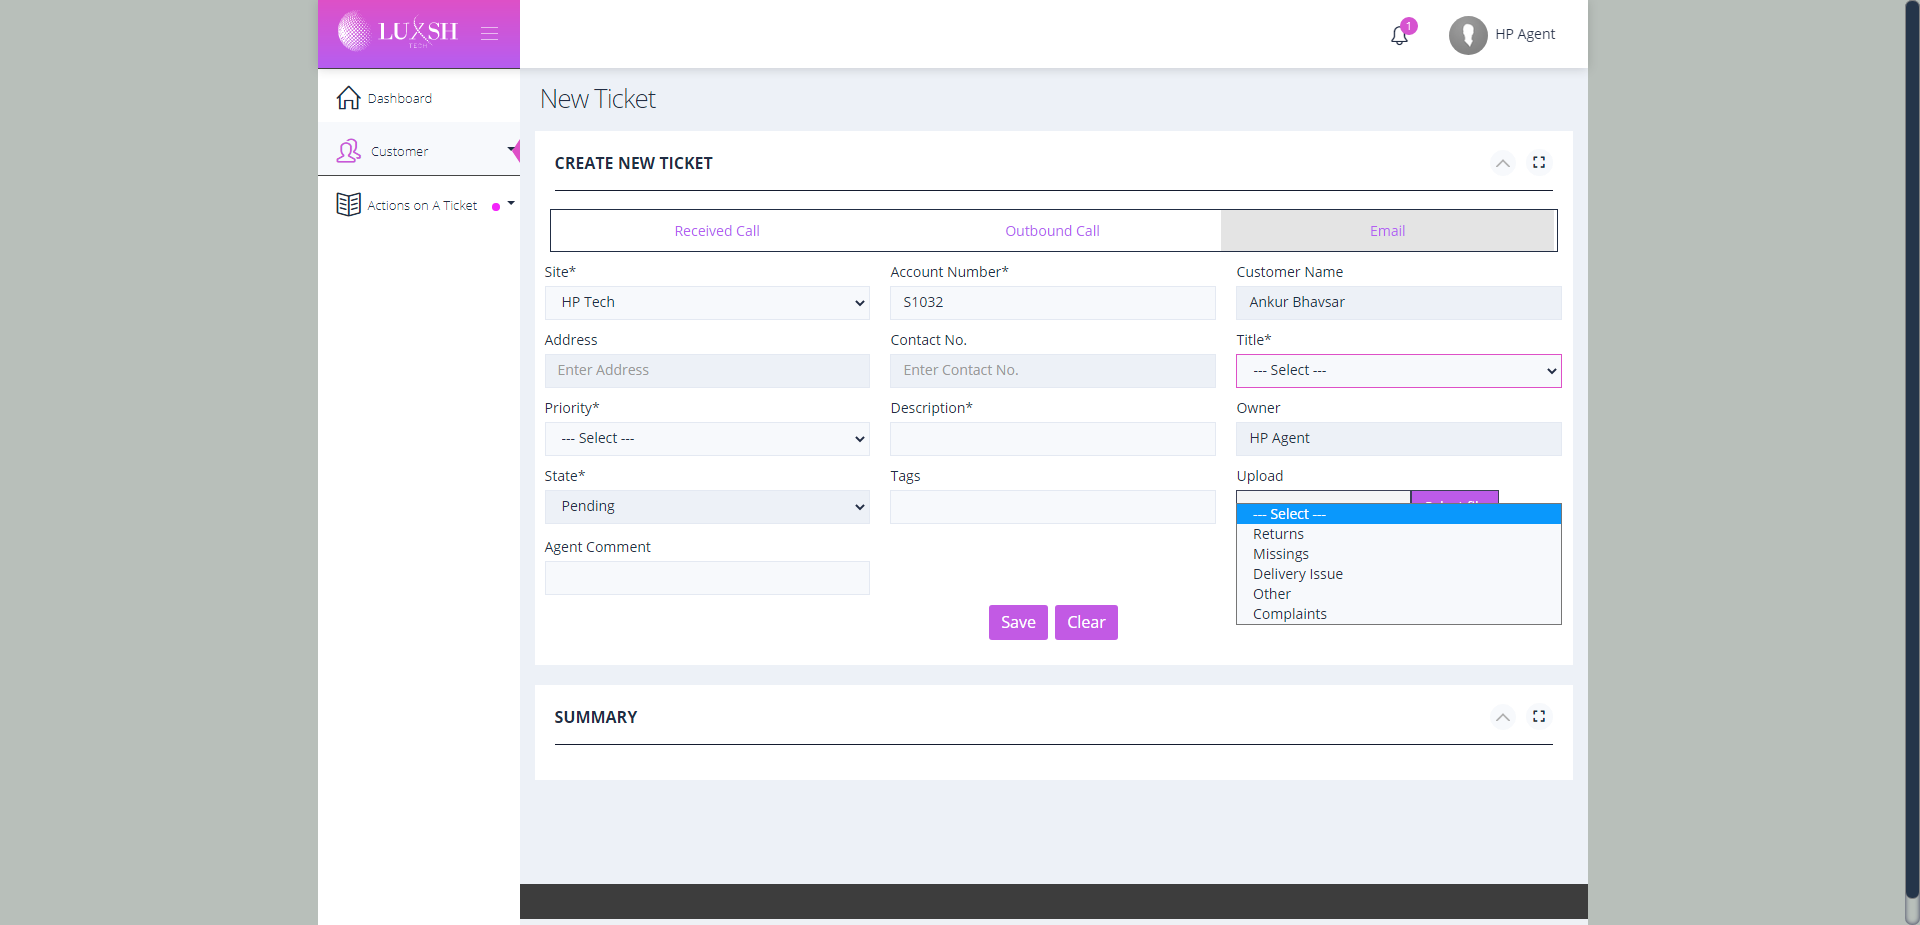 LUXSH
TECH
1
HP Agent
Dashboard
Customer
Actions on A Ticket
New Ticket
CREATE NEW TICKET
Received Call
Outbound Call
Email
Site*
Account Number*
Customer Name
HP Tech
S1032
Ankur Bhavsar
Address
Contact No.
Title*
Enter Address
Enter Contact No.
--- Select ---
Priority*
Description*
Owner
--- Select ---
HP Agent
State*
Tags
Upload
Pending
--- Select ---
Returns
Missings
Delivery Issue
Other
Complaints
Agent Comment
Save
Clear
SUMMARY